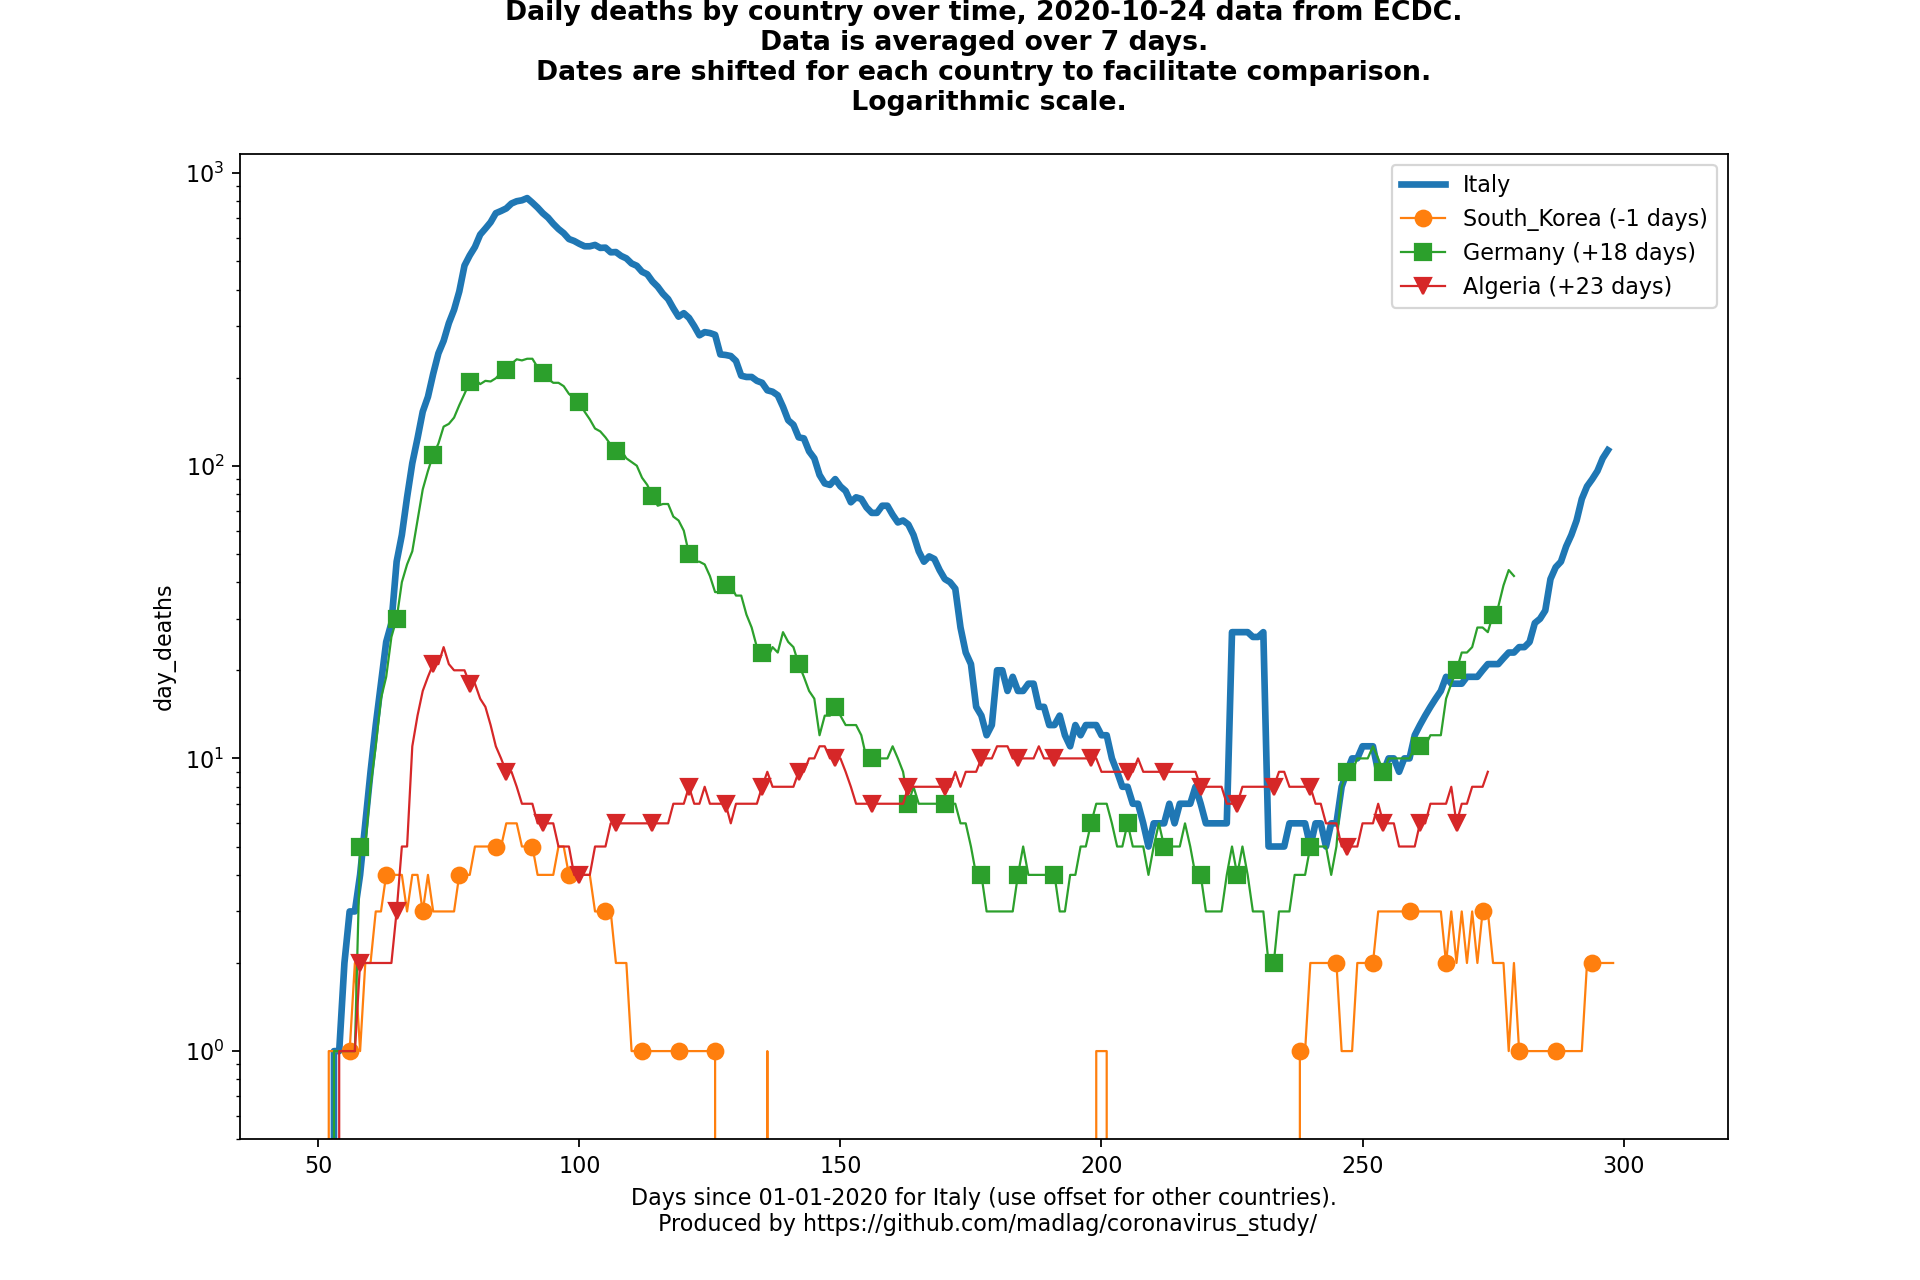 Daily deaths by country over time, 2020-10-24 data from ECDC.
Data is averaged over 7 days.
Dates are shifted for each country to facilitate comparison.
Logarithmic scale.
10³
10²
10¹
10⁰
day_deaths
Italy
South_Korea (-1 days)
Germany (+18 days)
Algeria (+23 days)
50 100 150 200 250 300
Days since 01-01-2020 for Italy (use offset for other countries).
Produced by https://github.com/madlag/coronavirus_study/